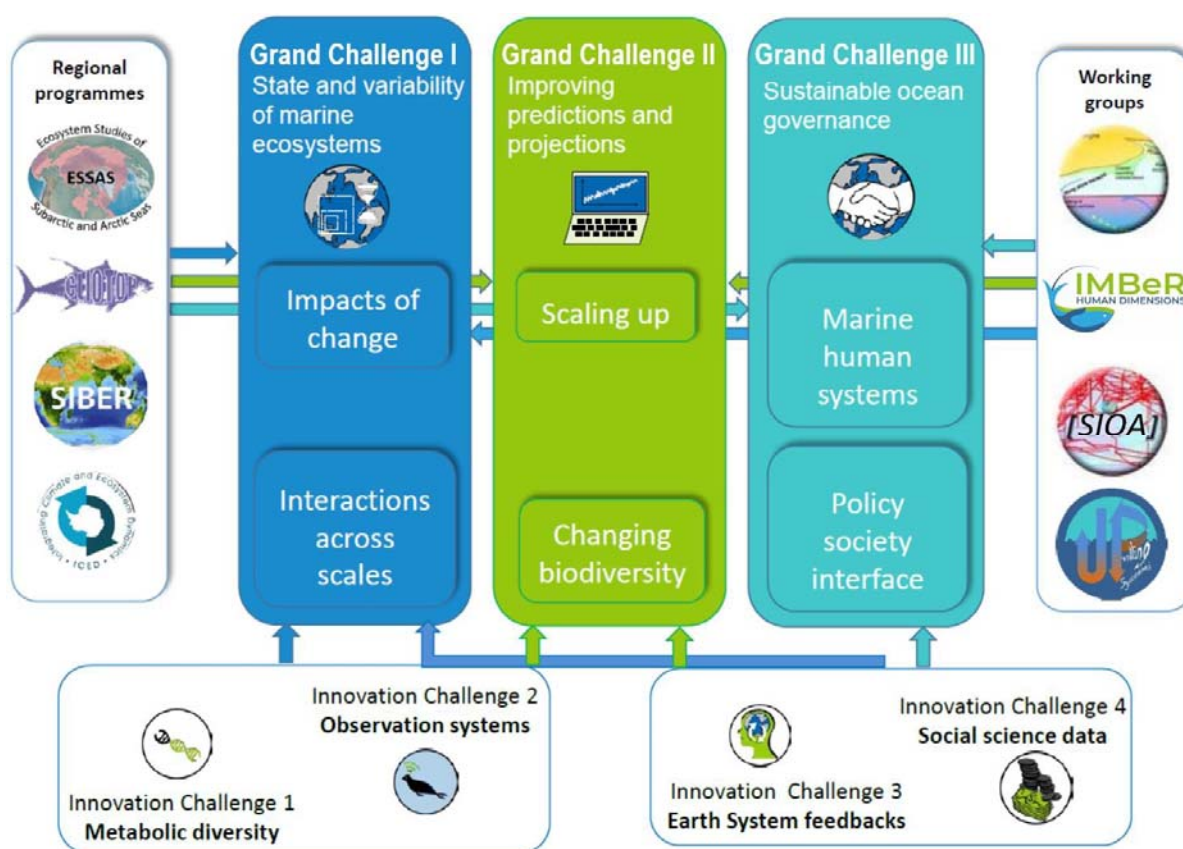 Regional
programmes
Ecosystem Studies of
ESSAS
Subarctic and Arctic Seas
CLIOTOP
SIBER
Integrating Climate and Ecosystem Dynamics
• ICED •
Grand Challenge I
State and variability
of marine
ecosystems
Impacts of
change
Interactions
across
scales
Grand Challenge II
Improving
predictions and
projections
Scaling up
Changing
biodiversity
Grand Challenge III
Sustainable ocean
governance
Marine
human
systems
Policy
society
interface
Working
groups
IMBeR
HUMAN DIMENSIONS
[SIOA]
UP
Innovation Challenge 1
Metabolic diversity
Innovation Challenge 2
Observation systems
Innovation Challenge 3
Earth System feedbacks
Innovation Challenge 4
Social science data